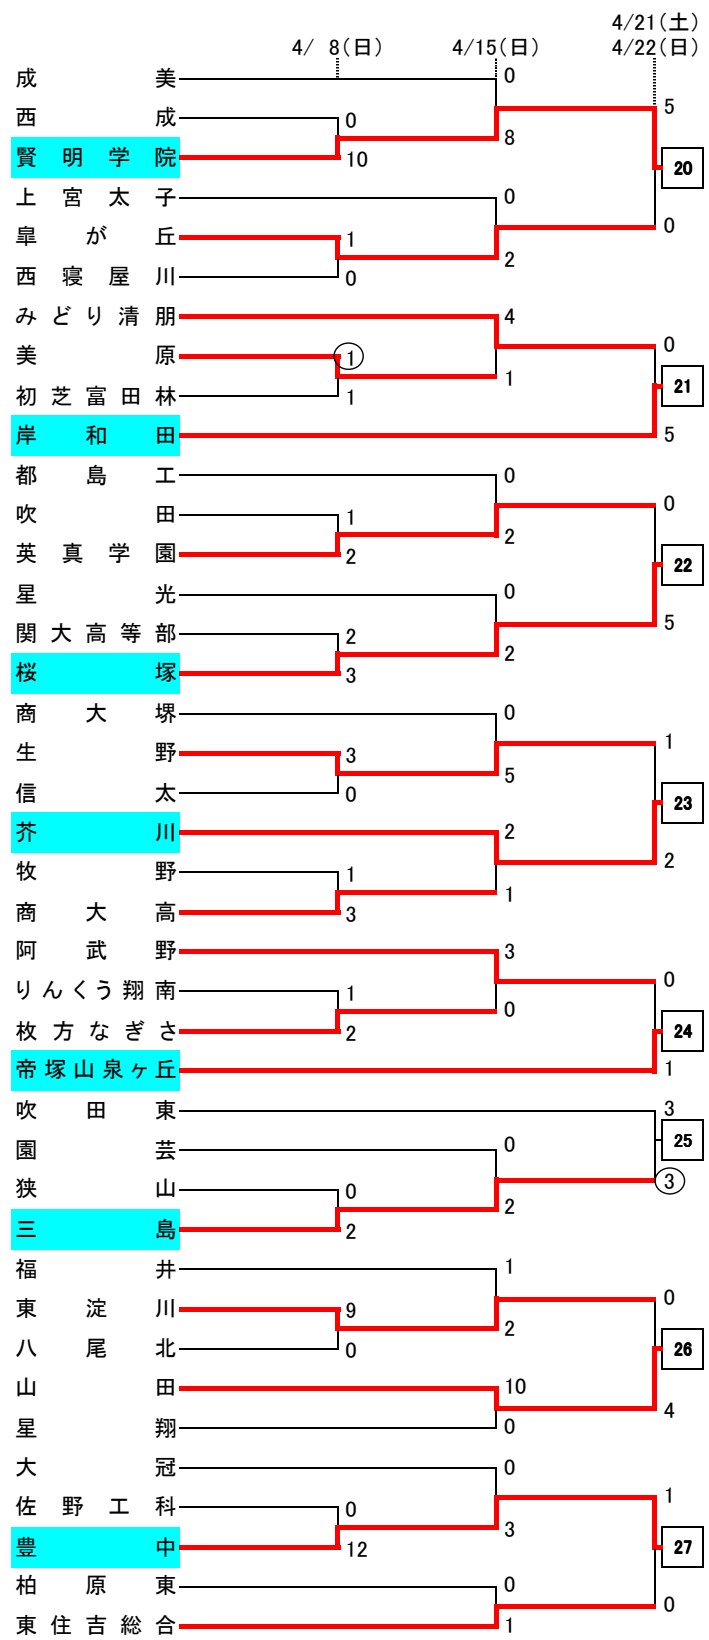 4/21(土)
4/ 8(日) 4/15(日) 4/22(日)
成美 0
5
西成 0
8
賢明学院 10
20
上宮太子 0
0
皐が丘 1
2
西寝屋川 0
みどり清朋 4
0
美原 1
1
21
初芝富田林 1
岸和田 5
都島工 0
0
吹田 1
2
英真学園 2
22
星光 0
5
関大高等部 2
2
桜塚 3
商大堺 0
1
生野 3
5
信太 0
23
芥川 2
2
牧野 1
1
商大高 3
阿武野 3
0
りんくう翔南 1
0
枚方なぎさ 2
24
帝塚山泉ヶ丘 1
吹田東 3
25
園芸 0
3
狭山 0
2
三島 2
福井 1
0
東淀川 9
2
八尾北 0
26
山田 10
4
星翔 0
大冠 0
1
佐野工科 0
3
豊中 12
27
柏原東 0
0
東住吉総合 1